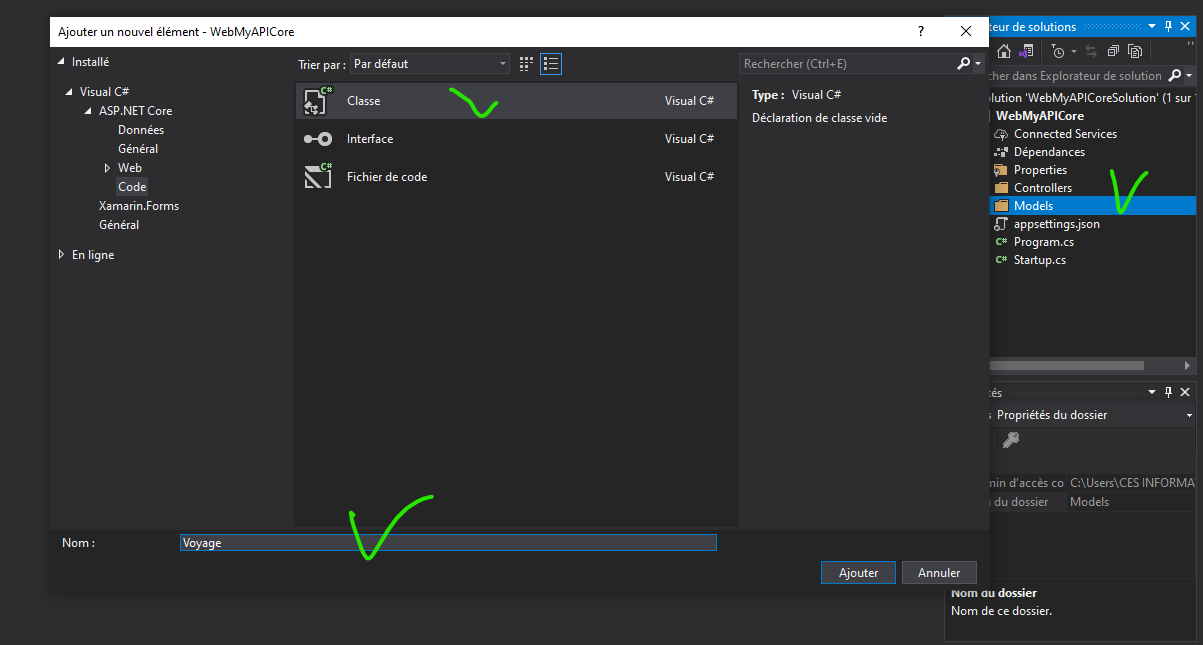 Ajouter un nouvel élément - WebMyAPICore
?
Installé
Visual C#
ASP.NET Core
Données
Général
Web
Code
Xamarin.Forms
Général
En ligne
Trier par : Par défaut
Classe Visual C#
Interface Visual C#
Fichier de code Visual C#
Rechercher (Ctrl+E)
Type : Visual C#
Déclaration de classe vide
Nom : Voyage
Ajouter Annuler
teur de solutions
cher dans Explorateur de solution
olution 'WebMyAPICoreSolution' (1 sur
WebMyAPICore
Connected Services
Dépendances
Properties
Controllers
Models
appsettings.json
C# Program.cs
C# Startup.cs
és
s Propriétés du dossier
min d'accès co C:\Users\CES INFORMA
du dossier Models
Nom du dossier
Nom de ce dossier.